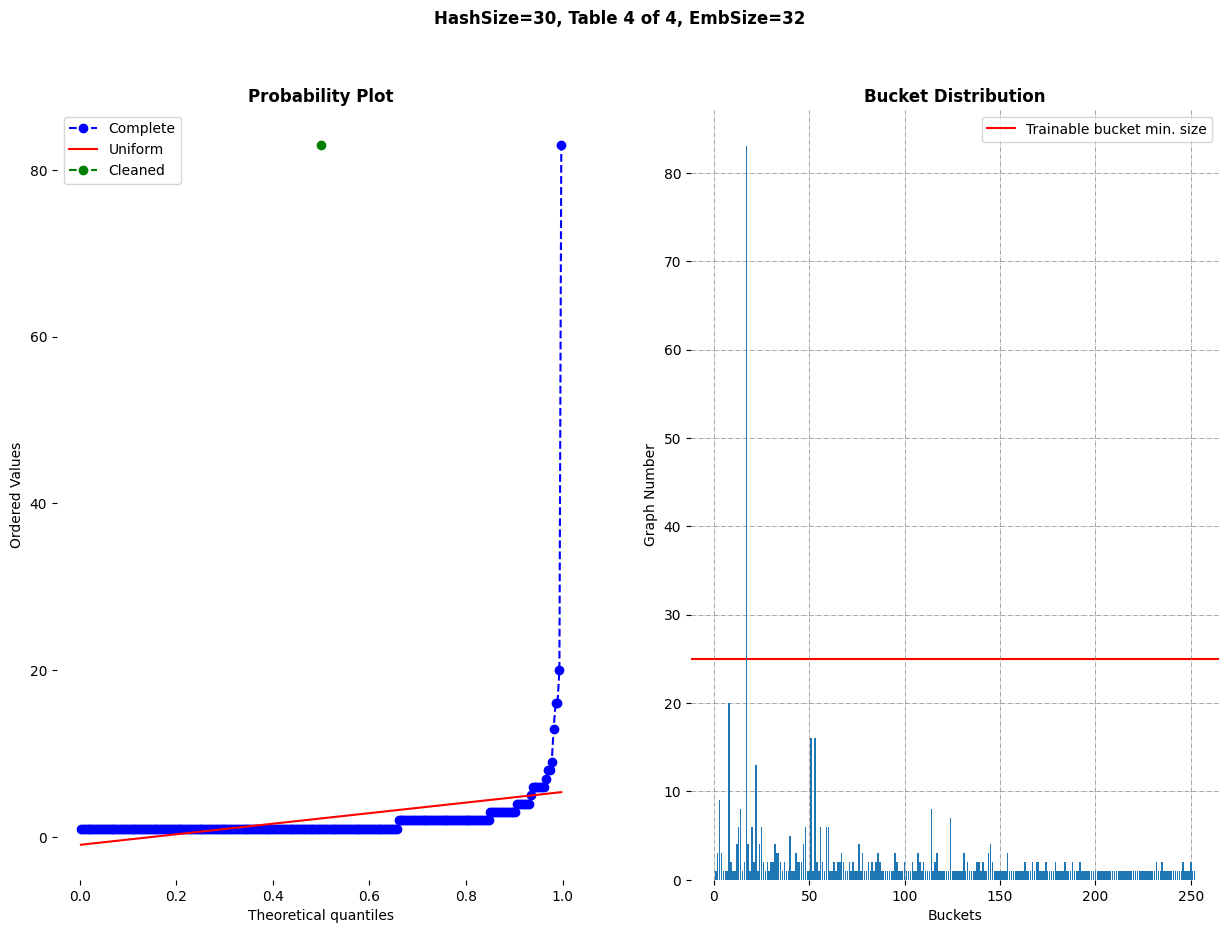 HashSize=30, Table 4 of 4, EmbSize=32
Probability Plot
Complete
Uniform
Cleaned
80
60
40
20
0
Ordered Values
0.0 0.2 0.4 0.6 0.8 1.0
Theoretical quantiles
Bucket Distribution
Trainable bucket min. size
80
70
60
50
40
30
20
10
0
Graph Number
0 50 100 150 200 250
Buckets